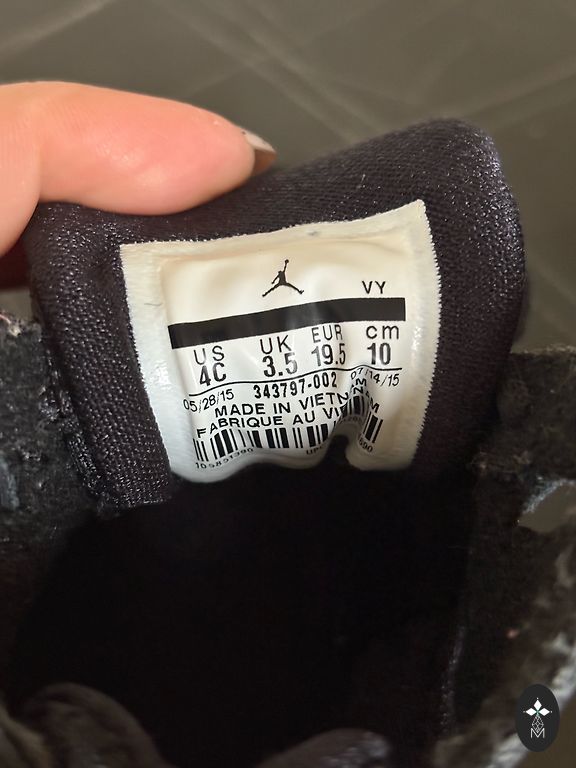 VY
US UK EUR cm
4C 3.5 19.5 10
05/28/15 343797-002 07/14/15
MADE IN VIETNAM
FABRIQUE AU